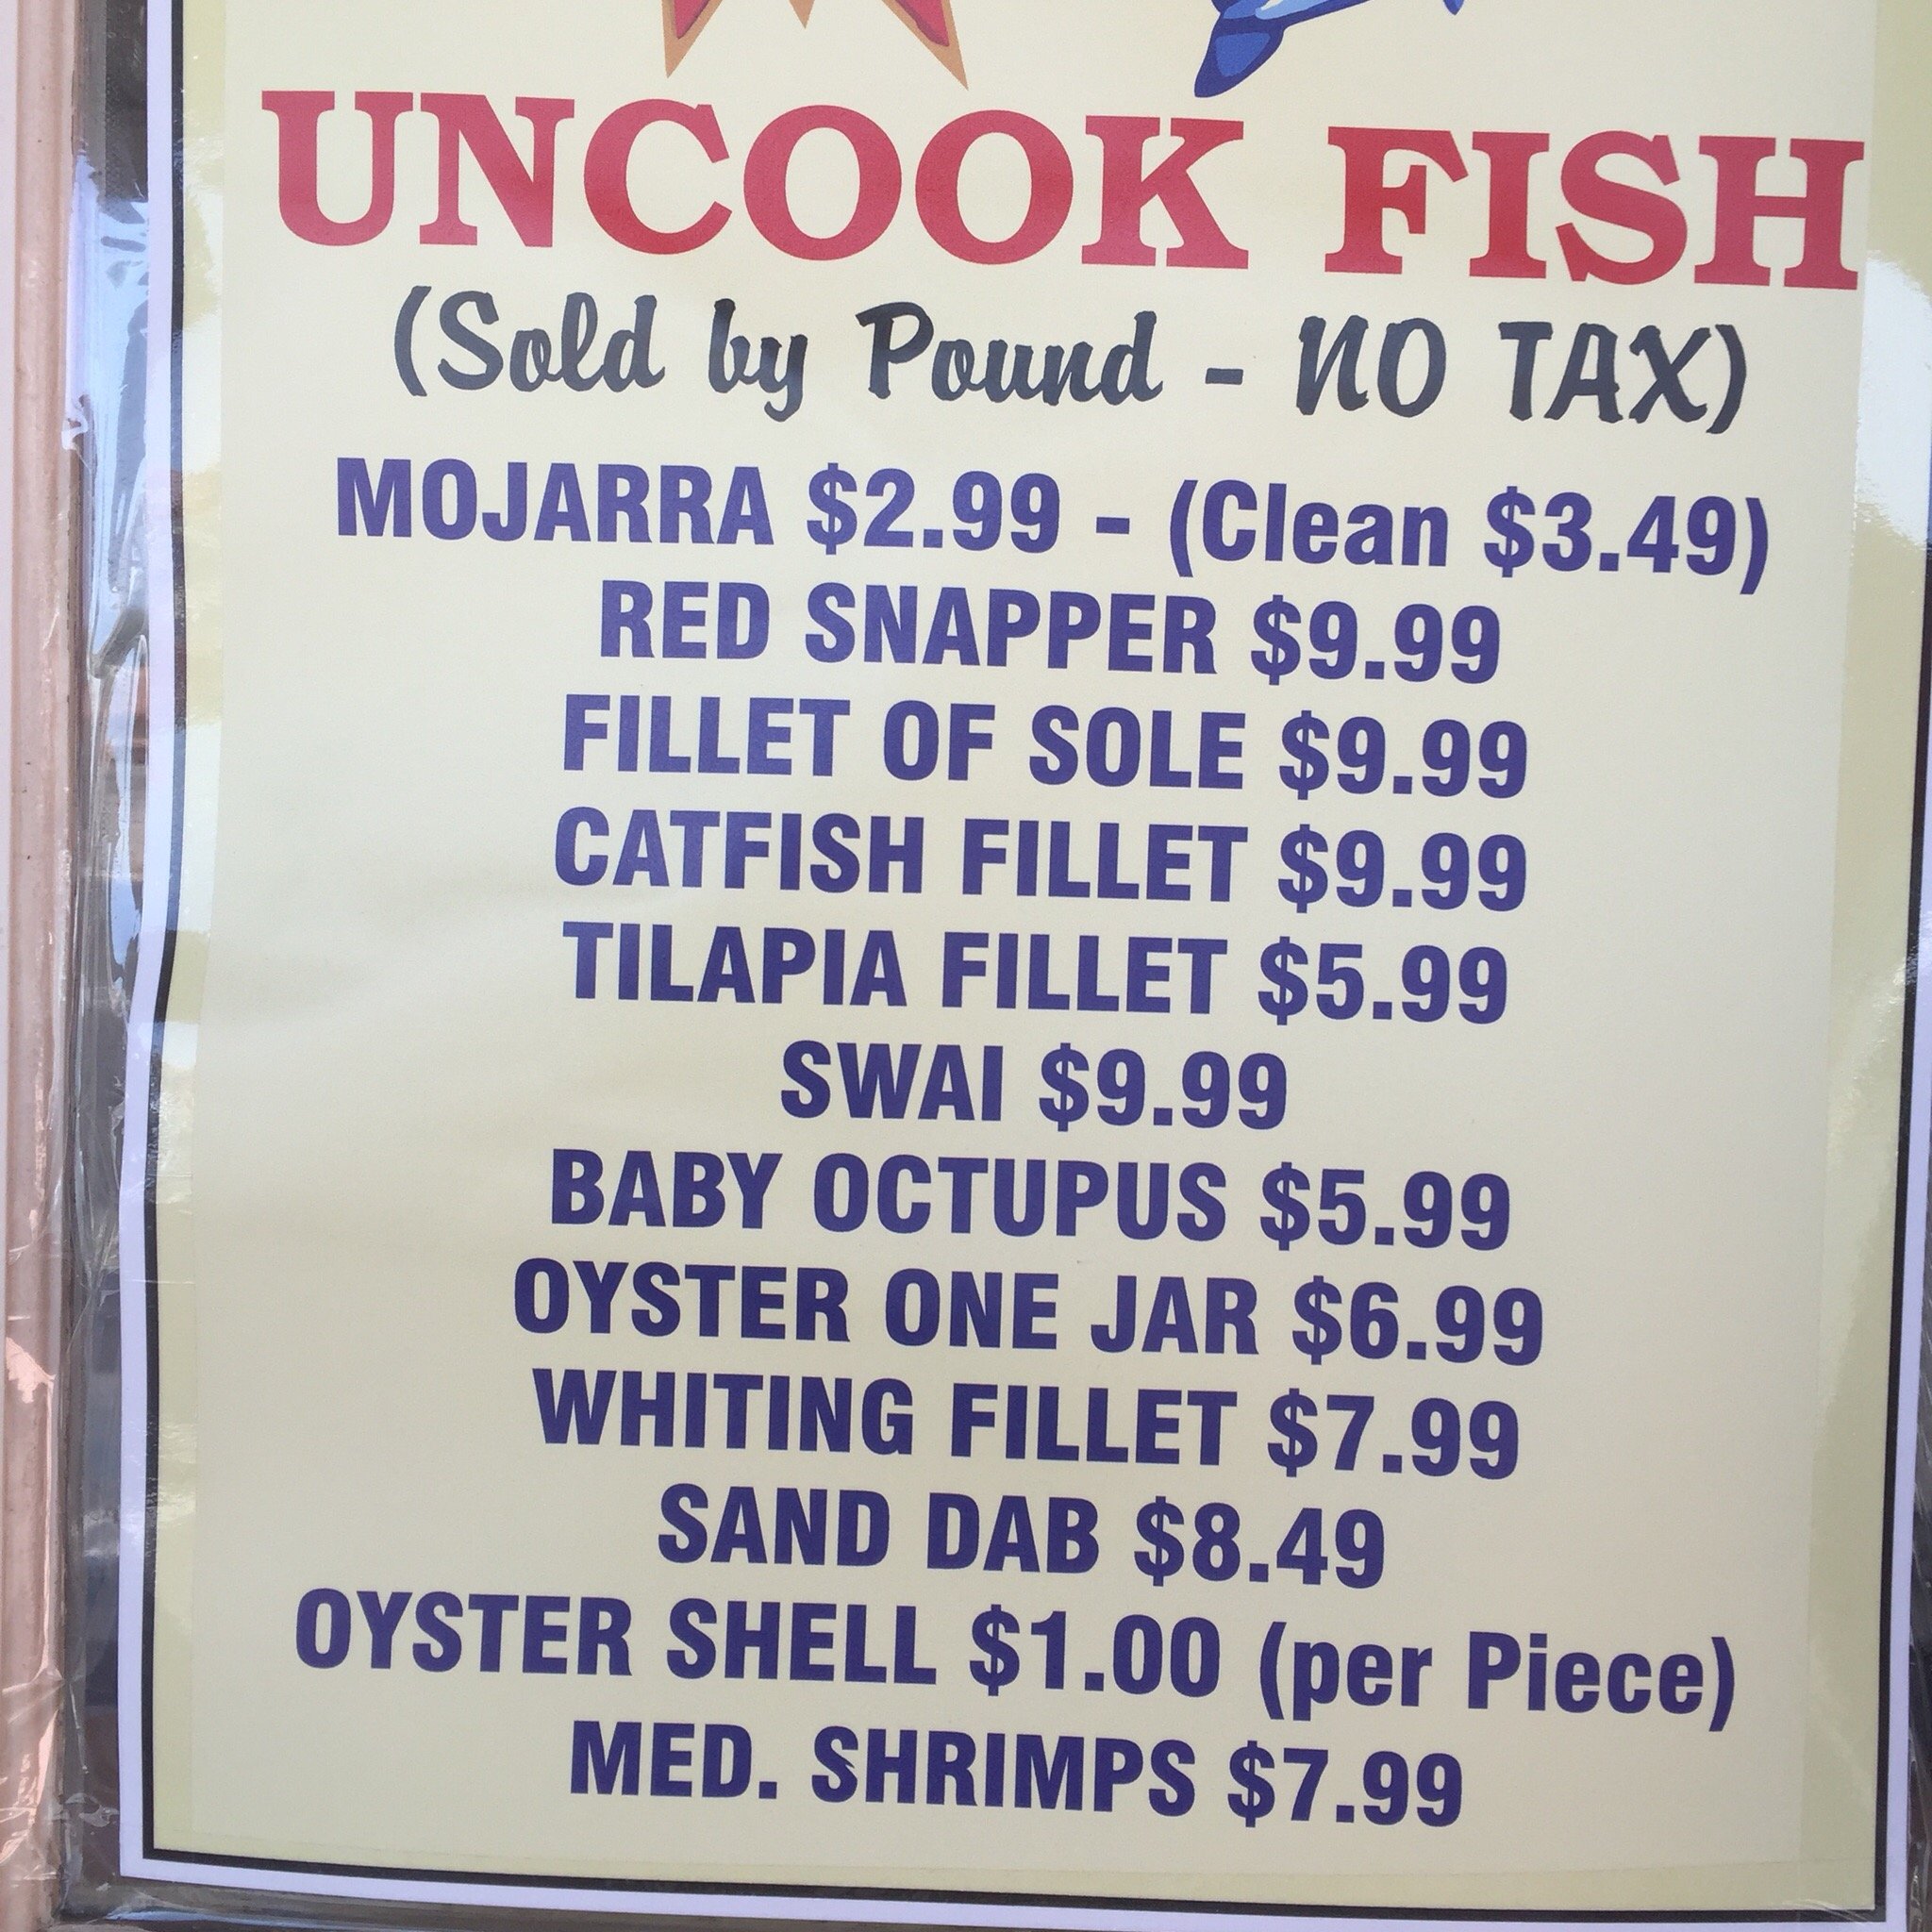 UNCOOK FISH
(Sold by Pound - NO TAX)
MOJARRA $2.99 - (Clean $3.49)
RED SNAPPER $9.99
FILLET OF SOLE $9.99
CATFISH FILLET $9.99
TILAPIA FILLET $5.99
SWAI $9.99
BABY OCTUPUS $5.99
OYSTER ONE JAR $6.99
WHITING FILLET $7.99
SAND DAB $8.49
OYSTER SHELL $1.00 (per Piece)
MED. SHRIMPS $7.99